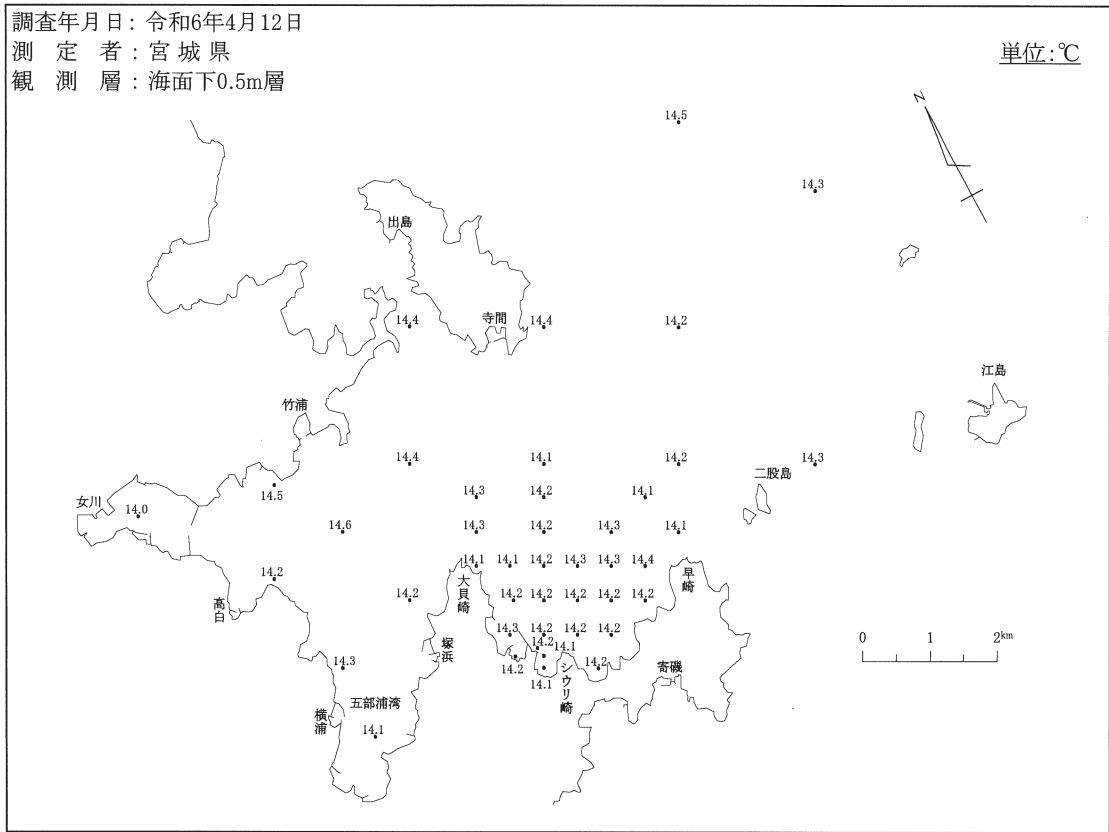 調査年月日：令和6年4月12日
測　定　者：宮 城 県
観　測　層：海面下0.5m層
単位：℃
N
14.5
14.3
出島
寺間
14.4
14.4
14.2
江島
竹浦
14.4
14.1
14.2
14.3
二股島
14.3
14.2
14.1
女川
14.0
14.5
14.6
14.3
14.2
14.3
14.1
14.1
14.1
14.2
14.3
14.3
14.4
14.2
大貝崎
早崎
高白
14.2
14.2
14.2
14.2
14.2
14.2
14.3
14.2
14.2
14.2
塚浜
0
1
2km
14.2
14.1
14.3
14.2
14.1
シウリ崎
14.2
寄磯
五部浦湾
横浦
14.1